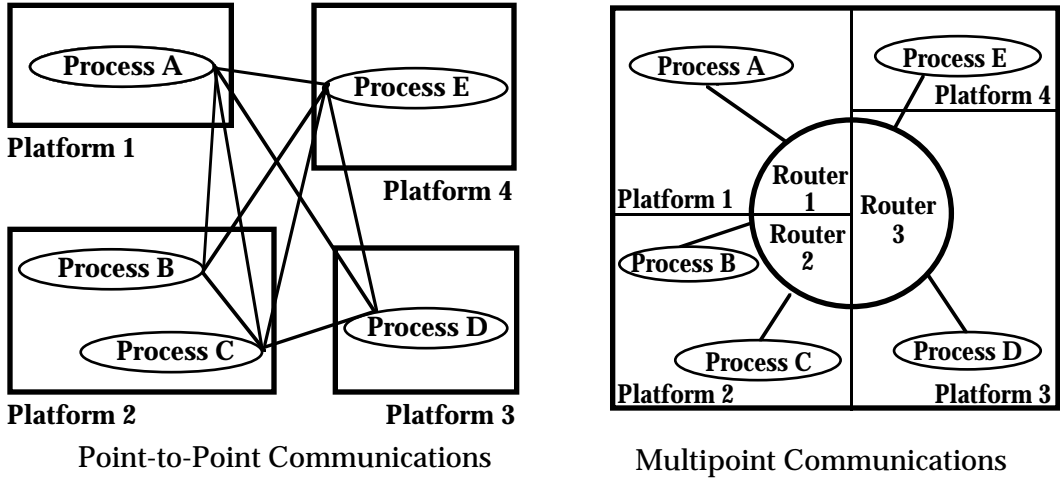 Process A
Process E
Platform 1
Platform 4
Process B
Process C
Process D
Platform 2
Platform 3
Point-to-Point Communications
Process A
Process E
Platform 4
Router
1
Platform 1
Router
2
Router
3
Process B
Process C
Process D
Platform 2
Platform 3
Multipoint Communications